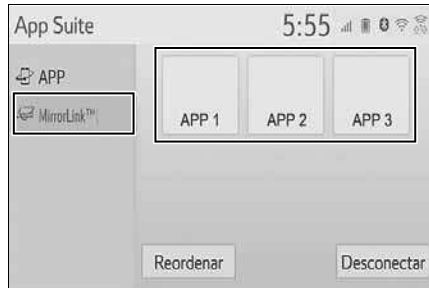 App Suite 5:55
APP
MirrorLink™
APP 1 APP 2 APP 3
Reordenar Desconectar